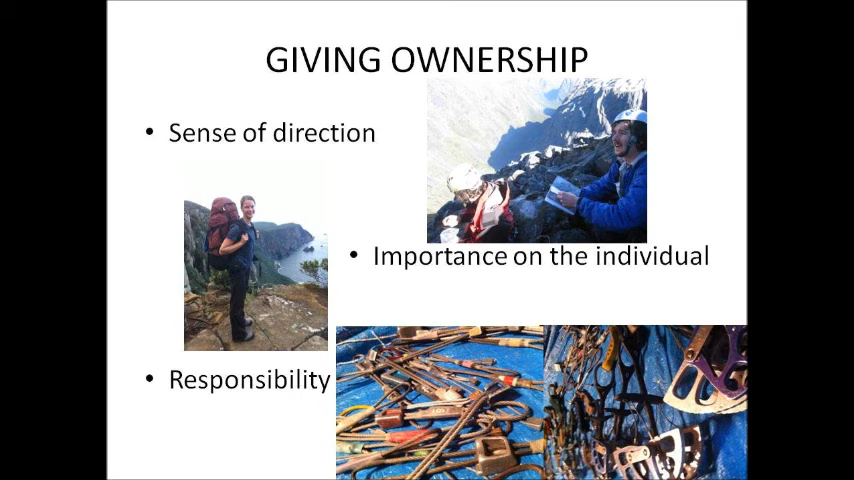 GIVING OWNERSHIP
• Sense of direction
• Importance on the individual
• Responsibility